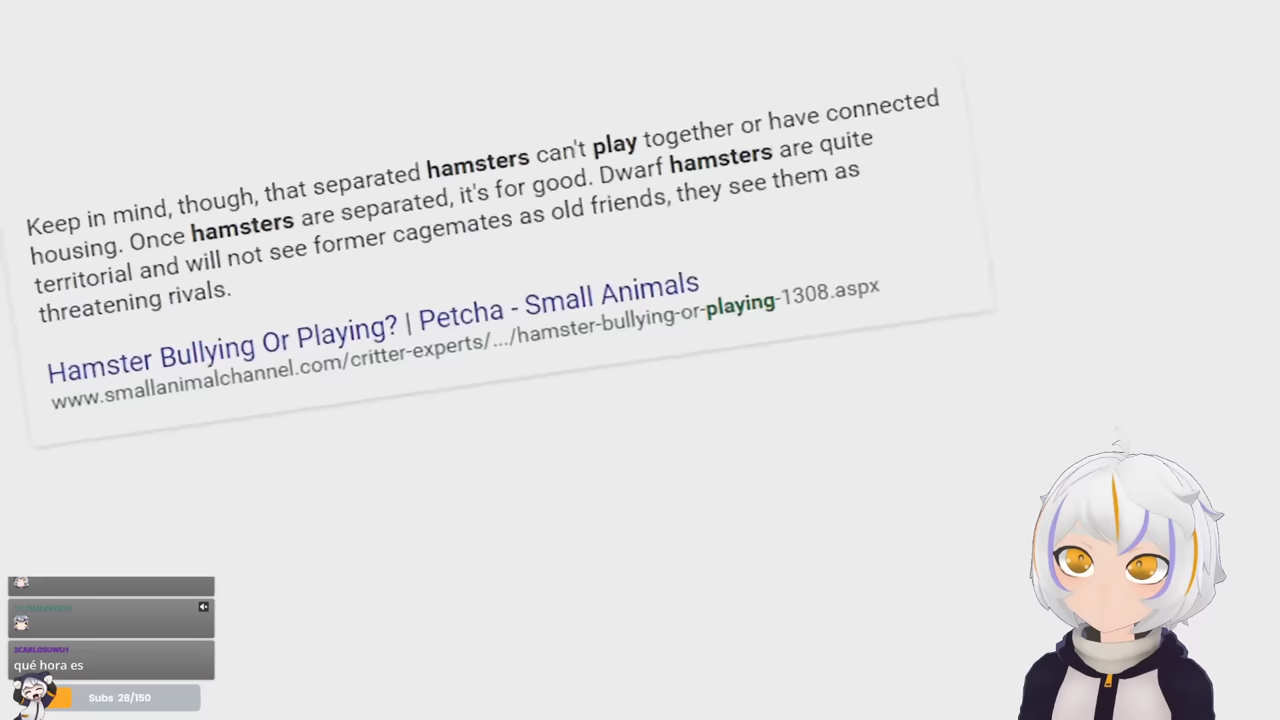 Keep in mind, though, that separated hamsters can't play together or have connected
housing. Once hamsters are separated, it's for good. Dwarf hamsters are quite
territorial and will not see former cagemates as old friends, they see them as
threatening rivals.
Hamster Bullying Or Playing? | Petcha - Small Animals
www.smallanimalchannel.com/critter-experts/.../hamster-bullying-or-playing-1308.aspx
2CARLOSUWU1
qué hora es
Subs 28/150